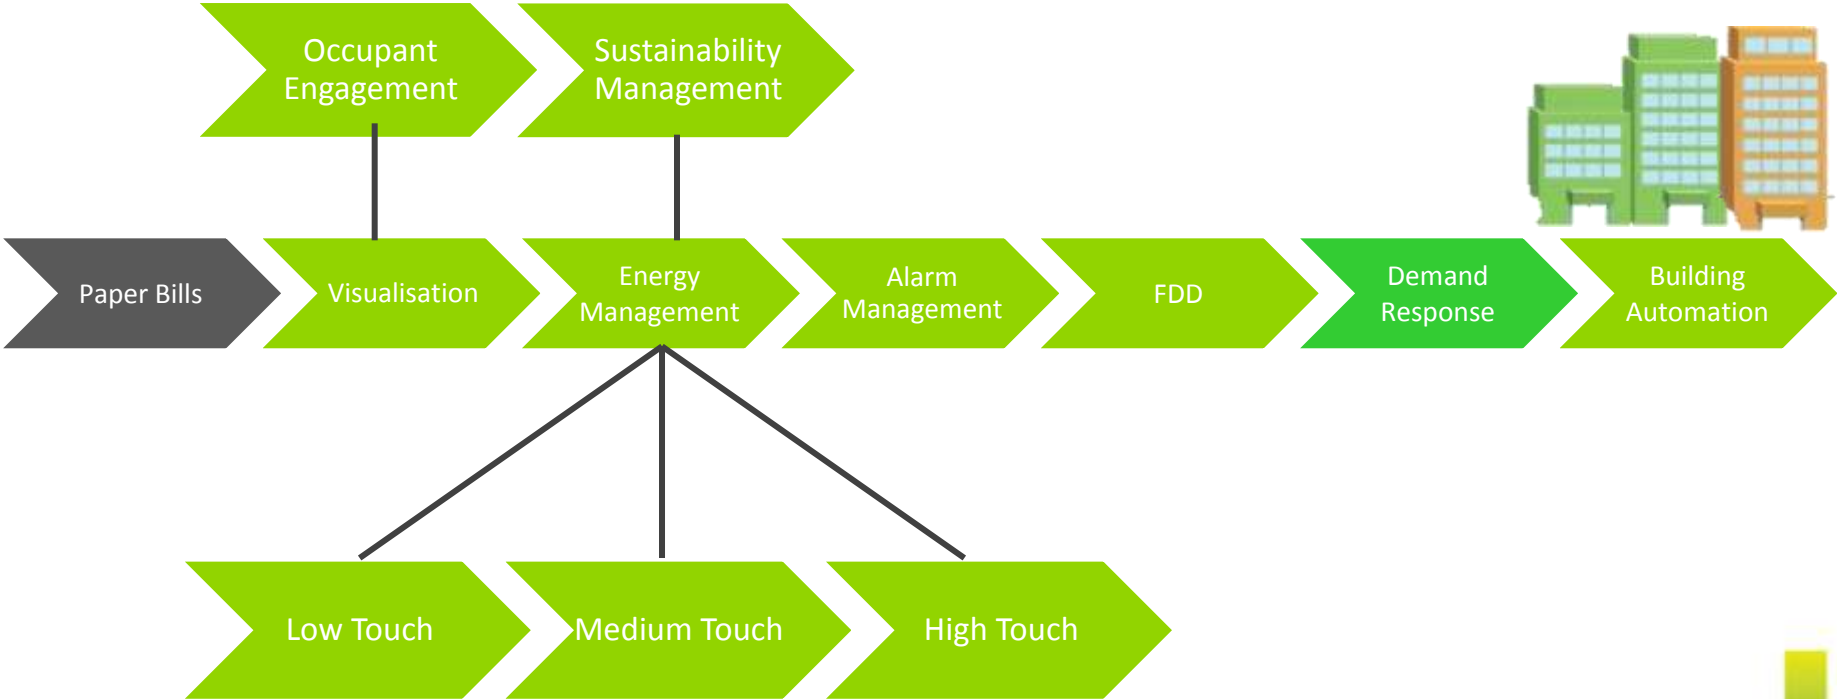 Occupant
Engagement
Sustainability
Management
Paper Bills
Visualisation
Energy
Management
Alarm
Management
FDD
Demand
Response
Building
Automation
Low Touch
Medium Touch
High Touch